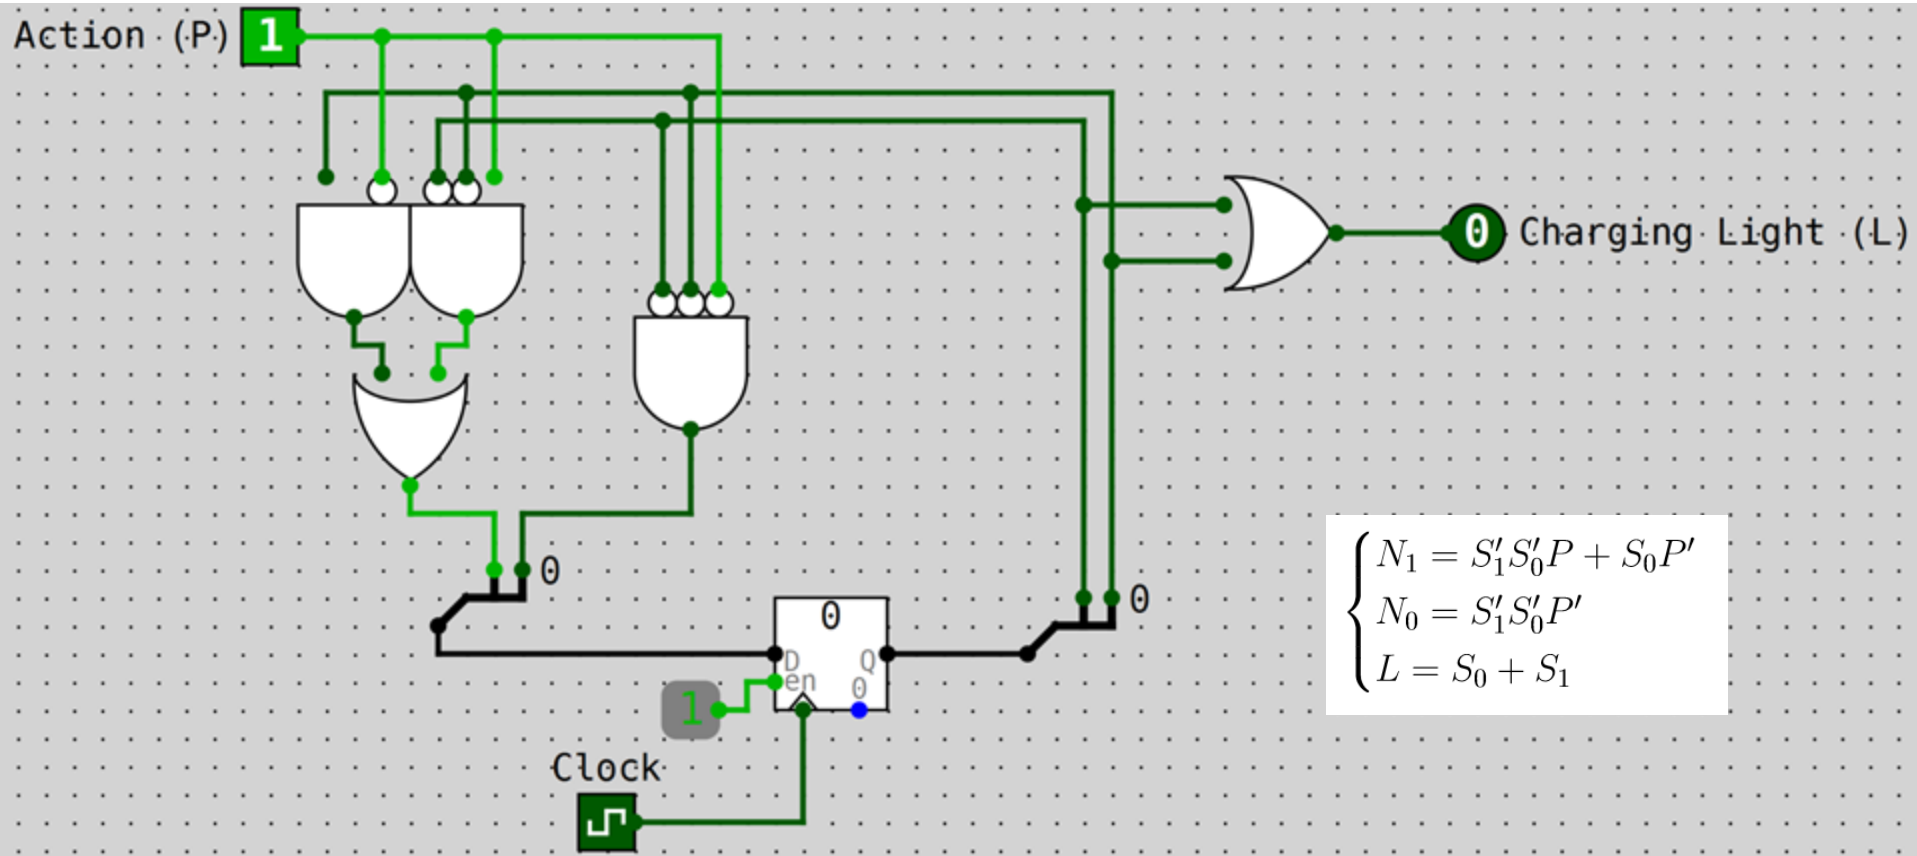 Action (P) 1
0 Charging Light (L)
0
0
0
D Q
en 0
1
Clock
N₁ = S₁′S₀′P + S₀P′
N₀ = S₁′S₀′P′
L = S₀ + S₁